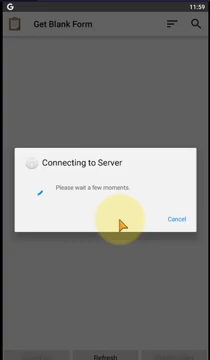 G
11:59
Get Blank Form
Connecting to Server
Please wait a few moments.
Cancel
Refresh